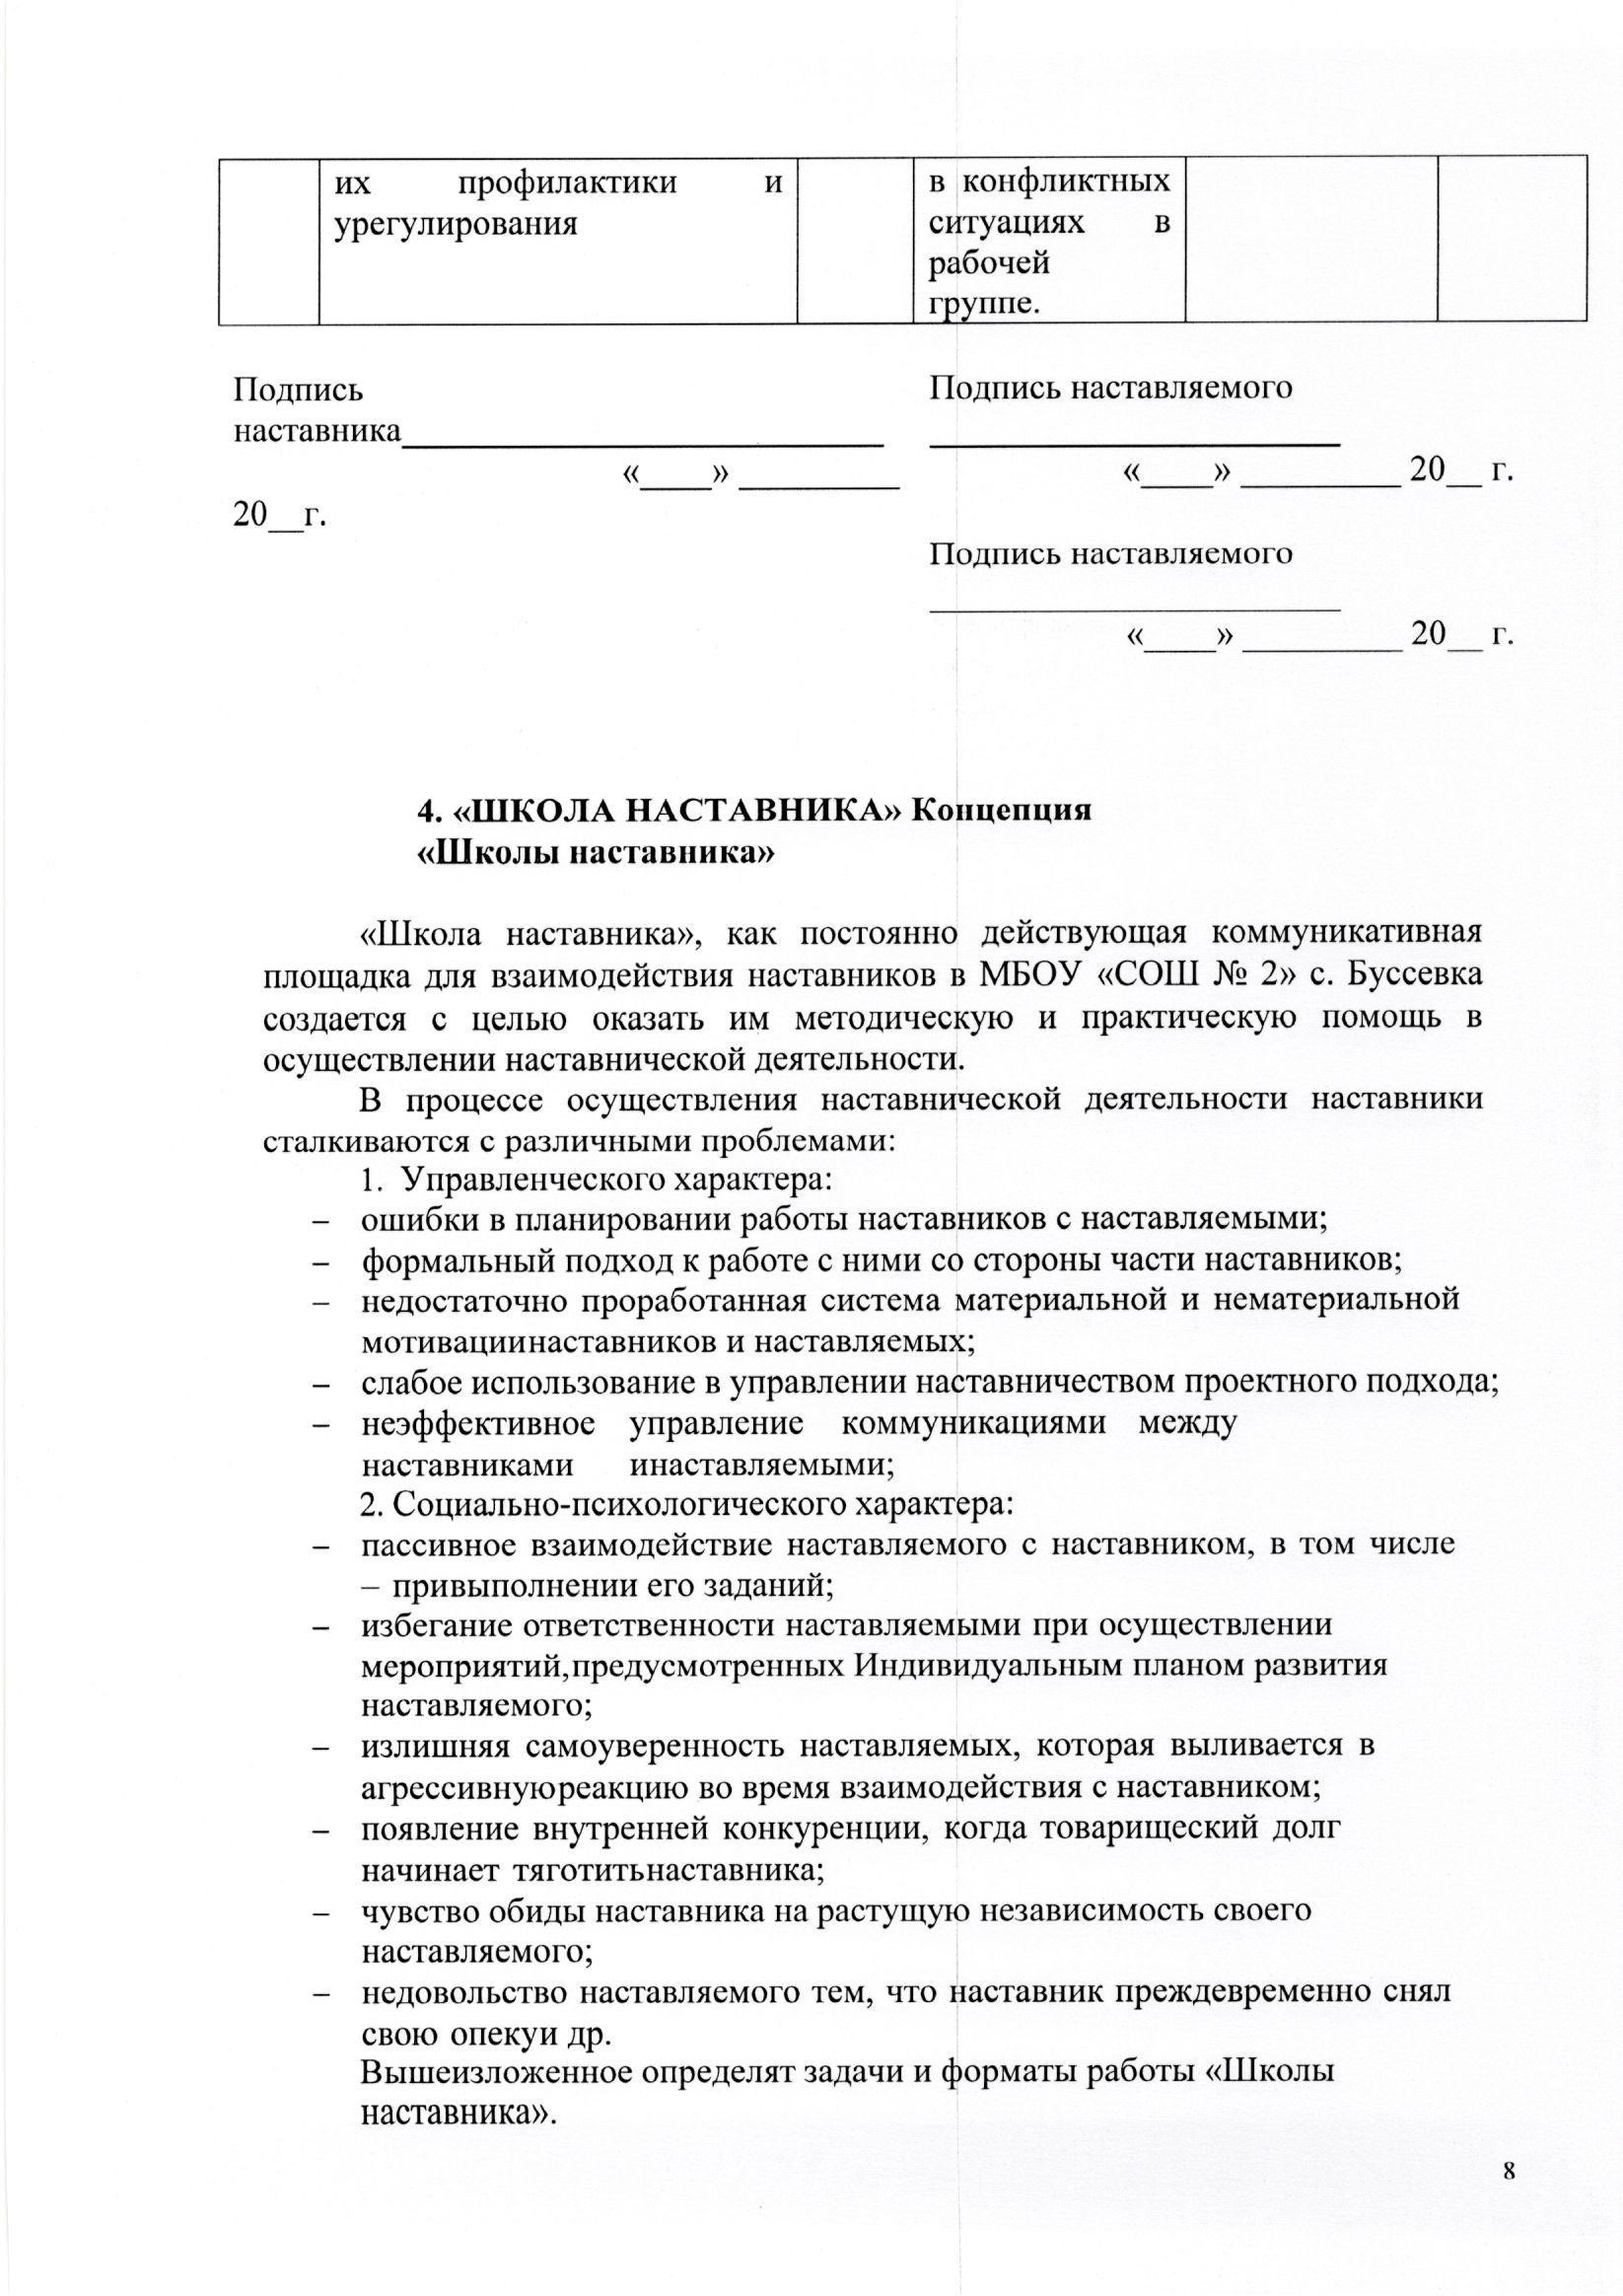 их профилактики и
урегулирования
в конфликтных
ситуациях в
рабочей
группе.
Подпись
наставника___________________________
«____» _________
20__г.
Подпись наставляемого
_______________________
«____» _________ 20__ г.
Подпись наставляемого
_______________________
«____» _________ 20__ г.
4. «ШКОЛА НАСТАВНИКА» Концепция
«Школы наставника»
«Школа наставника», как постоянно действующая коммуникативная
площадка для взаимодействия наставников в МБОУ «СОШ № 2» с. Буссевка
создается с целью оказать им методическую и практическую помощь в
осуществлении наставнической деятельности.
В процессе осуществления наставнической деятельности наставники
сталкиваются с различными проблемами:
1. Управленческого характера:
– ошибки в планировании работы наставников с наставляемыми;
– формальный подход к работе с ними со стороны части наставников;
– недостаточно проработанная система материальной и нематериальной
мотивациинаставников и наставляемых;
– слабое использование в управлении наставничеством проектного подхода;
– неэффективное управление коммуникациями между
наставниками инаставляемыми;
2. Социально-психологического характера:
– пассивное взаимодействие наставляемого с наставником, в том числе
– привыполнении его заданий;
– избегание ответственности наставляемыми при осуществлении
мероприятий,предусмотренных Индивидуальным планом развития
наставляемого;
– излишняя самоуверенность наставляемых, которая выливается в
агрессивнуюреакцию во время взаимодействия с наставником;
– появление внутренней конкуренции, когда товарищеский долг
начинает тяготитьнаставника;
– чувство обиды наставника на растущую независимость своего
наставляемого;
– недовольство наставляемого тем, что наставник преждевременно снял
свою опекуи др.
Вышеизложенное определят задачи и форматы работы «Школы
наставника».
8